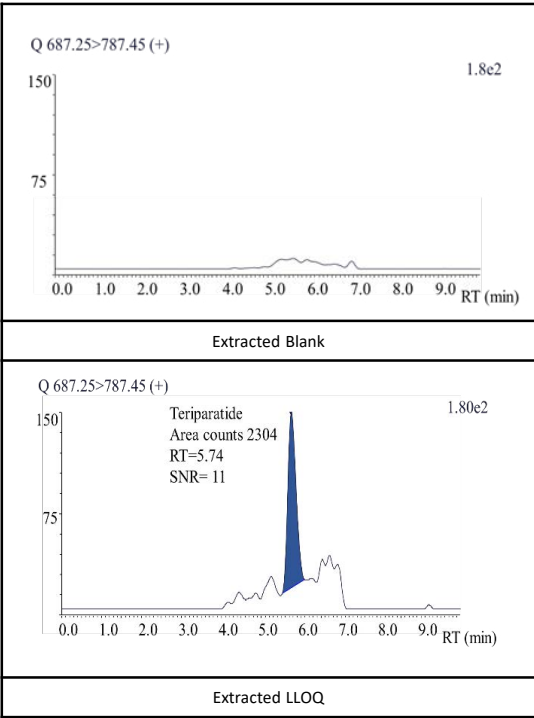 Q 687.25>787.45 (+)
1.8e2
150
75
0.0 1.0 2.0 3.0 4.0 5.0 6.0 7.0 8.0 9.0 RT (min)
Extracted Blank
Q 687.25>787.45 (+)
1.80e2
150
Teriparatide
Area counts 2304
RT=5.74
SNR= 11
75
0.0 1.0 2.0 3.0 4.0 5.0 6.0 7.0 8.0 9.0 RT (min)
Extracted LLOQ